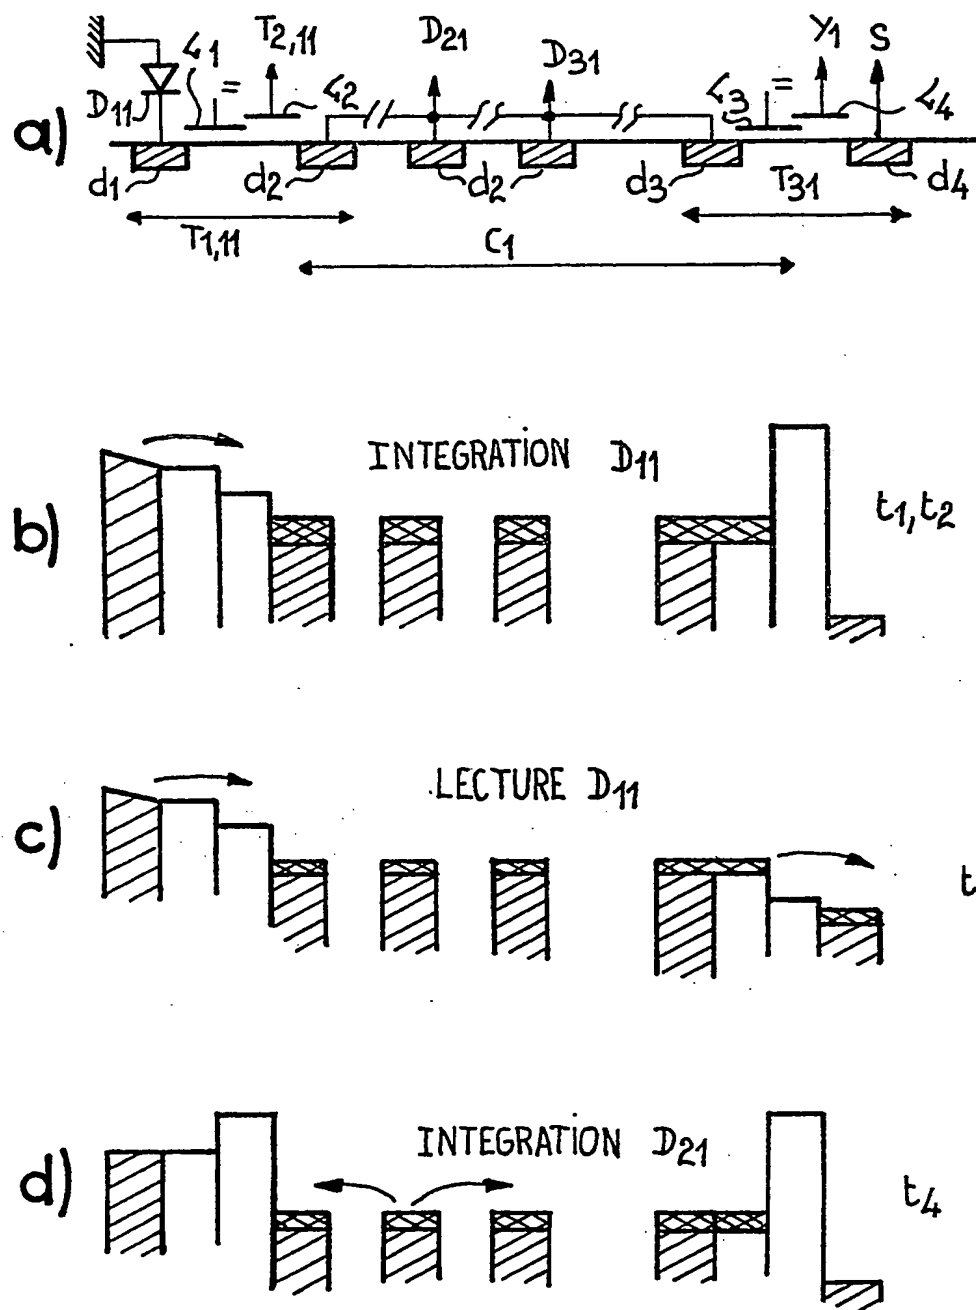 a)
D11
L1
=
T2,11
L2
D21
D31
L3
=
Y1
S
L4
d1
d2
d2
d3
T31
d4
T1,11
C1
b)
INTEGRATION D11
t1, t2
c)
LECTURE D11
t
d)
INTEGRATION D21
t4